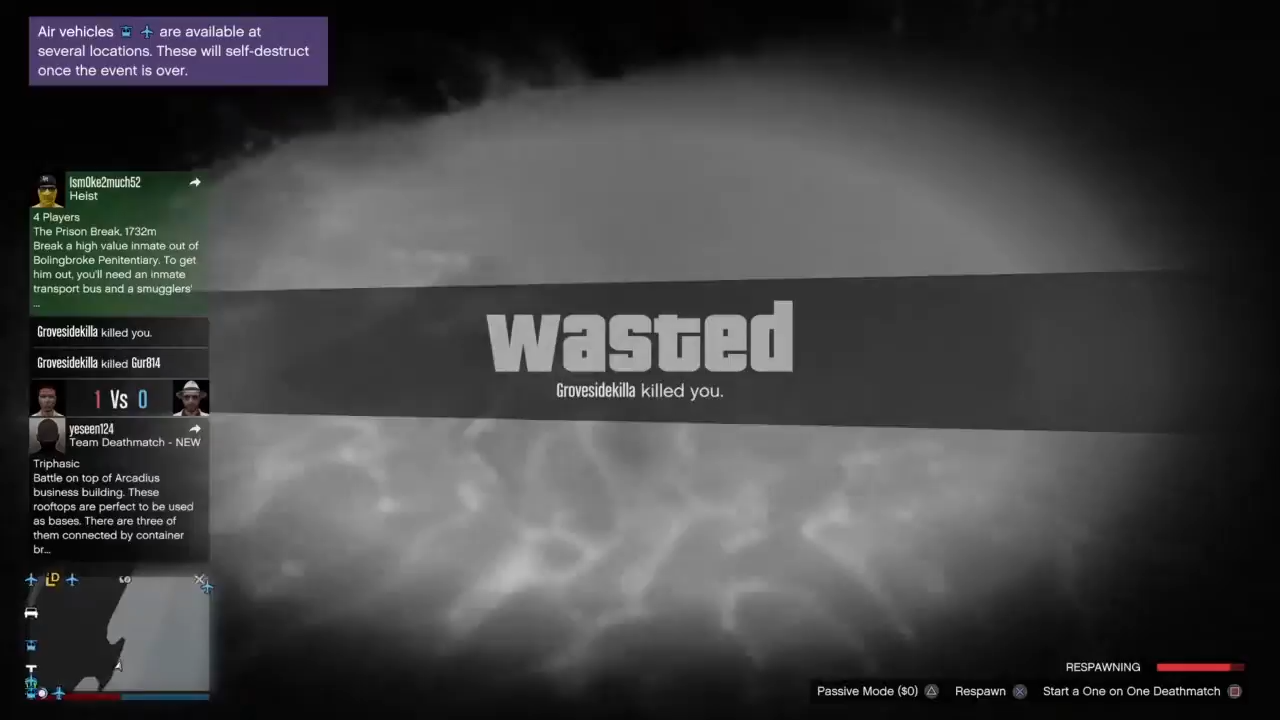 Air vehicles are available at
several locations. These will self-destruct
once the event is over.
Ism0ke2much52
Heist
4 Players
The Prison Break, 1732m
Break a high value inmate out of
Bolingbroke Penitentiary. To get
him out, you'll need an inmate
transport bus and a smugglers'
...
Grovesidekilla killed you.
Grovesidekilla killed Gur814
1 Vs 0
yeseen124
Team Deathmatch - NEW
Triphasic
Battle on top of Arcadius
business building. These
rooftops are perfect to be used
as bases. There are three of
them connected by container
br...
wasted
Grovesidekilla killed you.
RESPAWNING
Passive Mode ($0) Respawn Start a One on One Deathmatch